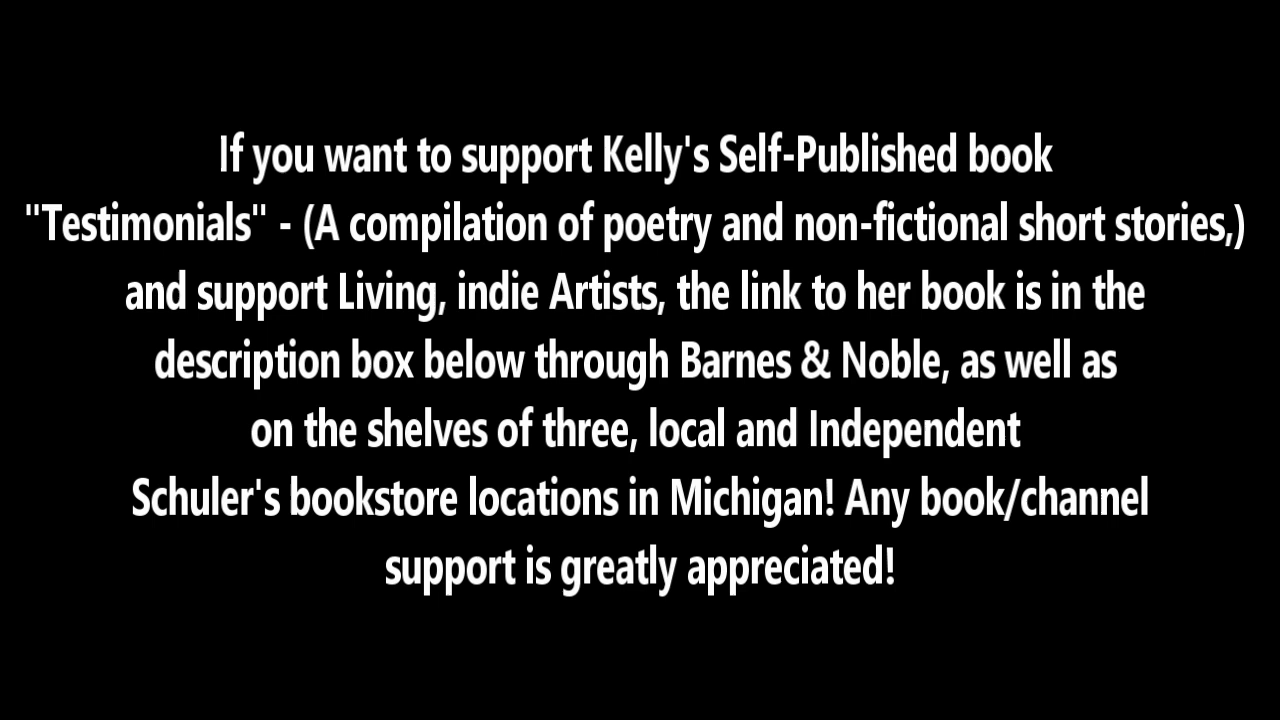 If you want to support Kelly's Self-Published book
"Testimonials" - (A compilation of poetry and non-fictional short stories,)
and support Living, indie Artists, the link to her book is in the
description box below through Barnes & Noble, as well as
on the shelves of three, local and Independent
Schuler's bookstore locations in Michigan! Any book/channel
support is greatly appreciated!